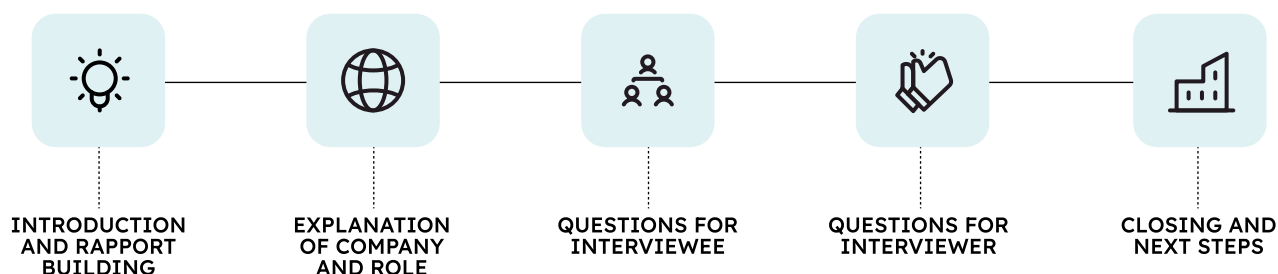 INTRODUCTION
AND RAPPORT
BUILDING
EXPLANATION
OF COMPANY
AND ROLE
QUESTIONS FOR
INTERVIEWEE
QUESTIONS FOR
INTERVIEWER
CLOSING AND
NEXT STEPS